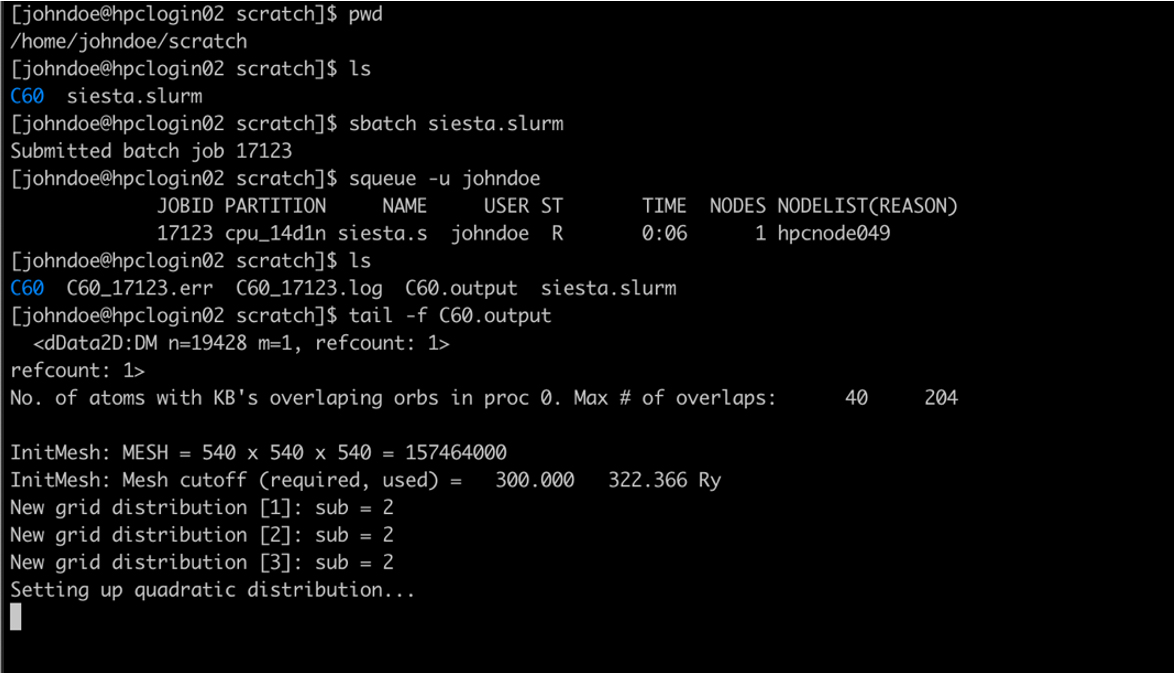 [johndoe@hpclogin02 scratch]$ pwd
/home/johndoe/scratch
[johndoe@hpclogin02 scratch]$ ls
C60  siesta.slurm
[johndoe@hpclogin02 scratch]$ sbatch siesta.slurm
Submitted batch job 17123
[johndoe@hpclogin02 scratch]$ squeue -u johndoe
             JOBID PARTITION     NAME     USER ST       TIME  NODES NODELIST(REASON)
             17123 cpu_14d1n siesta.s  johndoe  R       0:06      1 hpcnode049
[johndoe@hpclogin02 scratch]$ ls
C60  C60_17123.err  C60_17123.log  C60.output  siesta.slurm
[johndoe@hpclogin02 scratch]$ tail -f C60.output
  <dData2D:DM n=19428 m=1, refcount: 1>
refcount: 1>
No. of atoms with KB's overlaping orbs in proc 0. Max # of overlaps:      40     204
InitMesh: MESH = 540 x 540 x 540 = 157464000
InitMesh: Mesh cutoff (required, used) =   300.000   322.366 Ry
New grid distribution [1]: sub = 2
New grid distribution [2]: sub = 2
New grid distribution [3]: sub = 2
Setting up quadratic distribution...